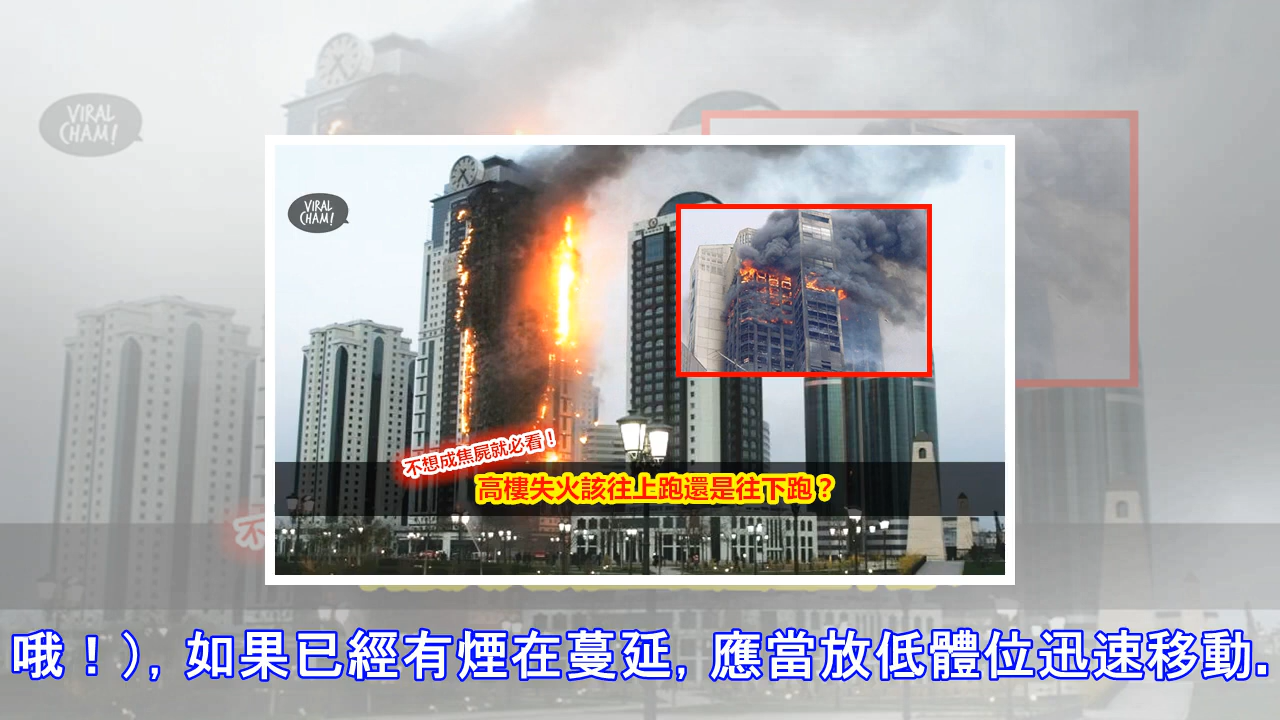 VIRAL
CHAM!
VIRAL
CHAM!
不想成焦屍就必看！
高樓失火該往上跑還是往下跑？
不
哦！), 如果已經有煙在蔓延, 應當放低體位迅速移動.